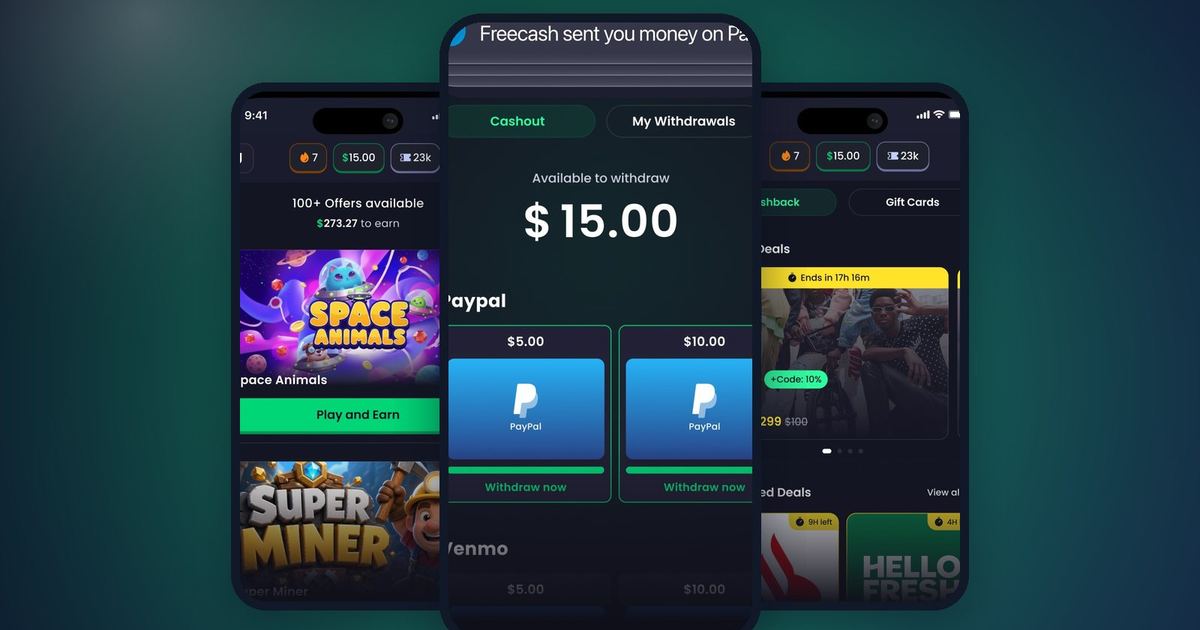 9:41
7
$15.00
23k
100+ Offers available
$273.27 to earn
SPACE
ANIMALS
pace Animals
Play and Earn
SUPER
MINER
per Miner
Freecash sent you money on Pa
Cashout
My Withdrawals
Available to withdraw
$15.00
Paypal
$5.00
$10.00
PayPal
PayPal
Withdraw now
Withdraw now
Venmo
$5.00
$10.00
7
$15.00
23k
shback
Gift Cards
Deals
Ends in 17h 16m
+Code: 10%
299 $100
ed Deals
View al
9H left
4H
HELLO
FRESH